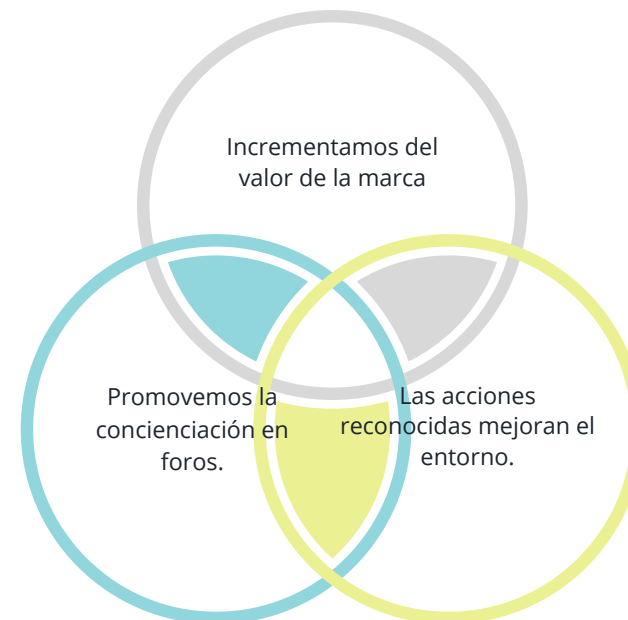 Incrementamos del
valor de la marca
Promovemos la
concienciación en
foros.
Las acciones
reconocidas mejoran el
entorno.